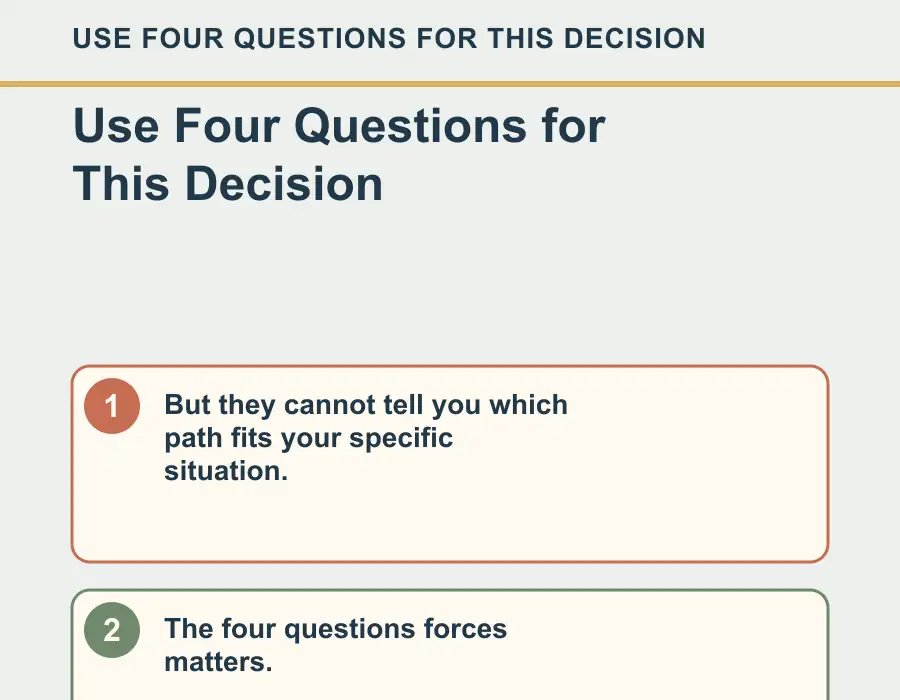 USE FOUR QUESTIONS FOR THIS DECISION
Use Four Questions for
This Decision
1
But they cannot tell you which
path fits your specific
situation.
2
The four questions forces
matters.